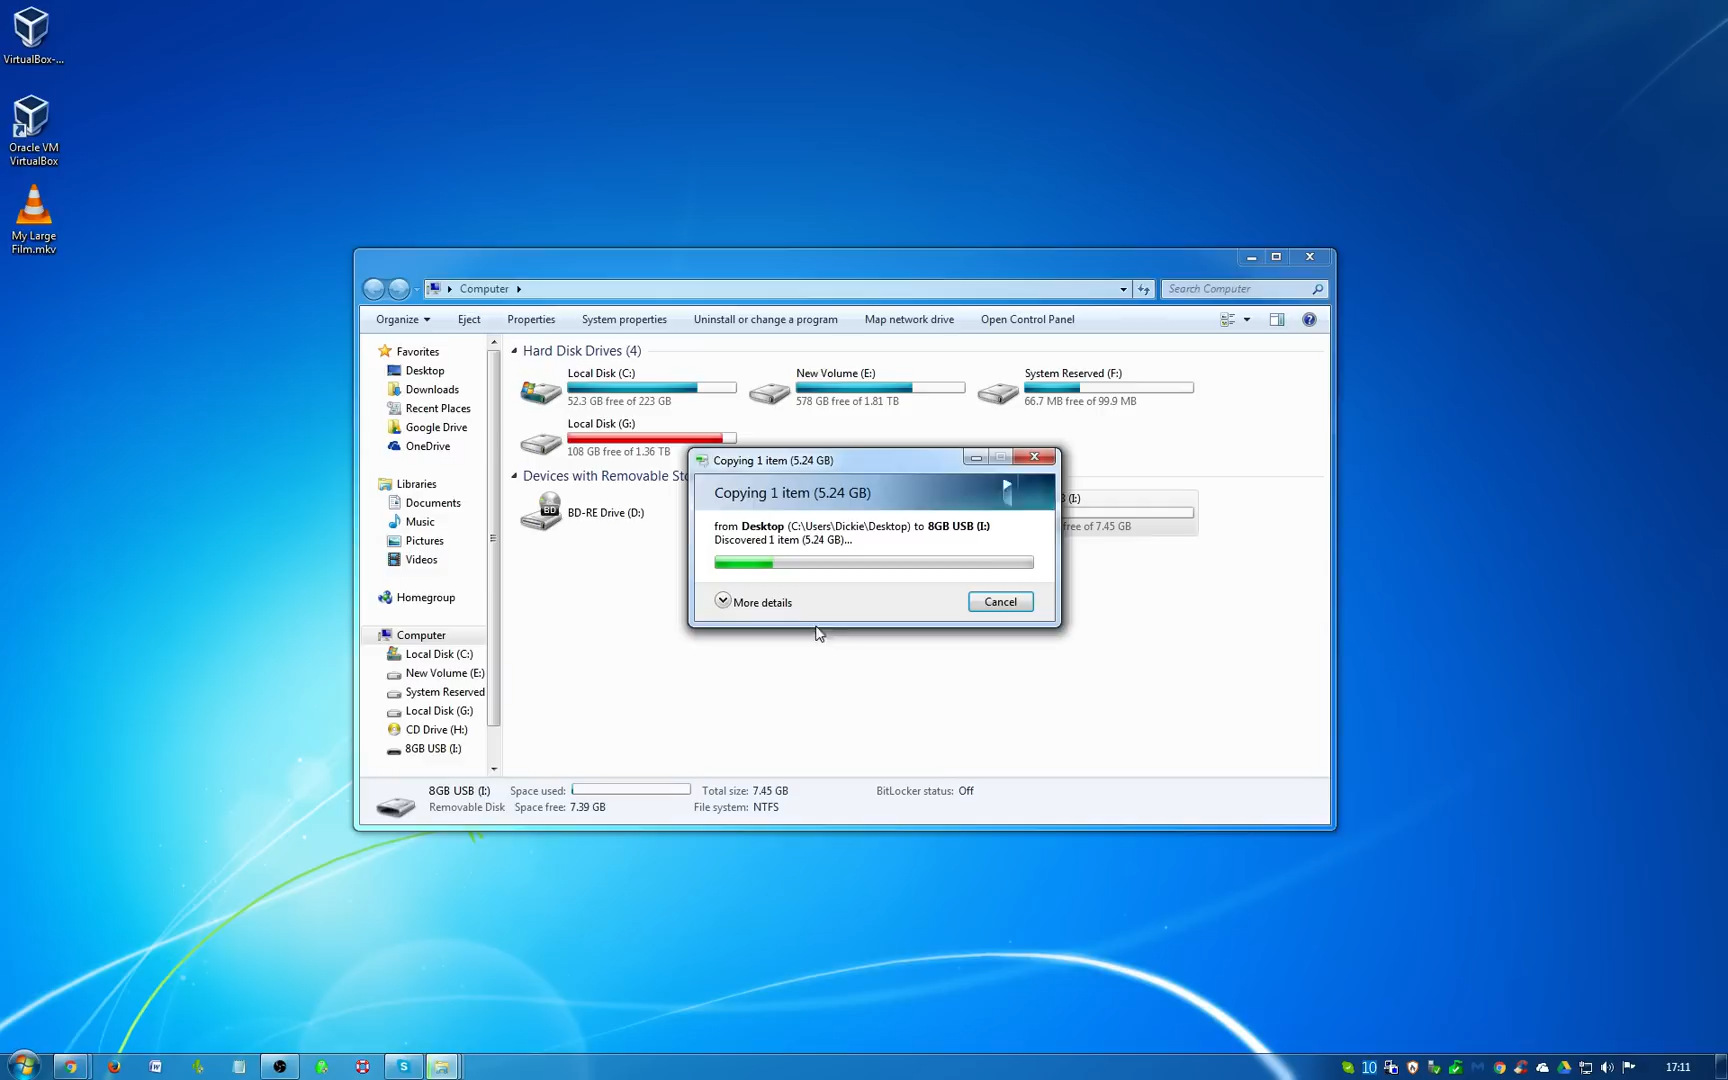 VirtualBox-...
Oracle VM
VirtualBox
My Large
Film.mkv
Computer
Search Computer
Organize
Eject
Properties
System properties
Uninstall or change a program
Map network drive
Open Control Panel
Favorites
Desktop
Downloads
Recent Places
Google Drive
OneDrive
Libraries
Documents
Music
Pictures
Videos
Homegroup
Computer
Local Disk (C:)
New Volume (E:)
System Reserved
Local Disk (G:)
CD Drive (H:)
8GB USB (I:)
Hard Disk Drives (4)
Local Disk (C:)
52.3 GB free of 223 GB
New Volume (E:)
578 GB free of 1.81 TB
System Reserved (F:)
66.7 MB free of 99.9 MB
Local Disk (G:)
108 GB free of 1.36 TB
Devices with Removable Sto
BD
BD-RE Drive (D:)
(I:)
free of 7.45 GB
Copying 1 item (5.24 GB)
Copying 1 item (5.24 GB)
from Desktop (C:\Users\Dickie\Desktop) to 8GB USB (I:)
Discovered 1 item (5.24 GB)...
More details
Cancel
8GB USB (I:)
Removable Disk
Space used:
Space free: 7.39 GB
Total size: 7.45 GB
File system: NTFS
BitLocker status: Off
10
17:11